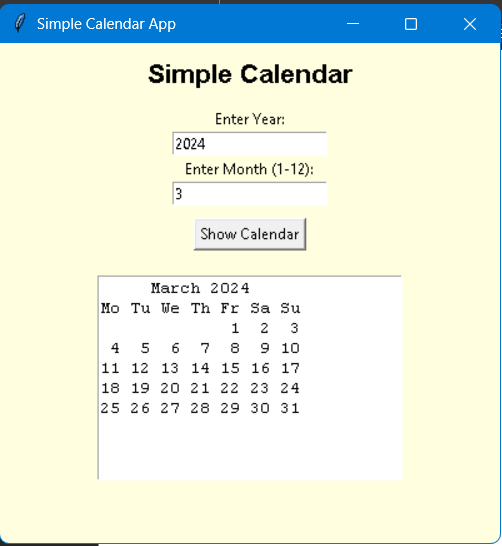 Simple Calendar App
Simple Calendar
Enter Year:
2024
Enter Month (1-12):
3
Show Calendar
March 2024
Mo Tu We Th Fr Sa Su
1 2 3
4 5 6 7 8 9 10
11 12 13 14 15 16 17
18 19 20 21 22 23 24
25 26 27 28 29 30 31